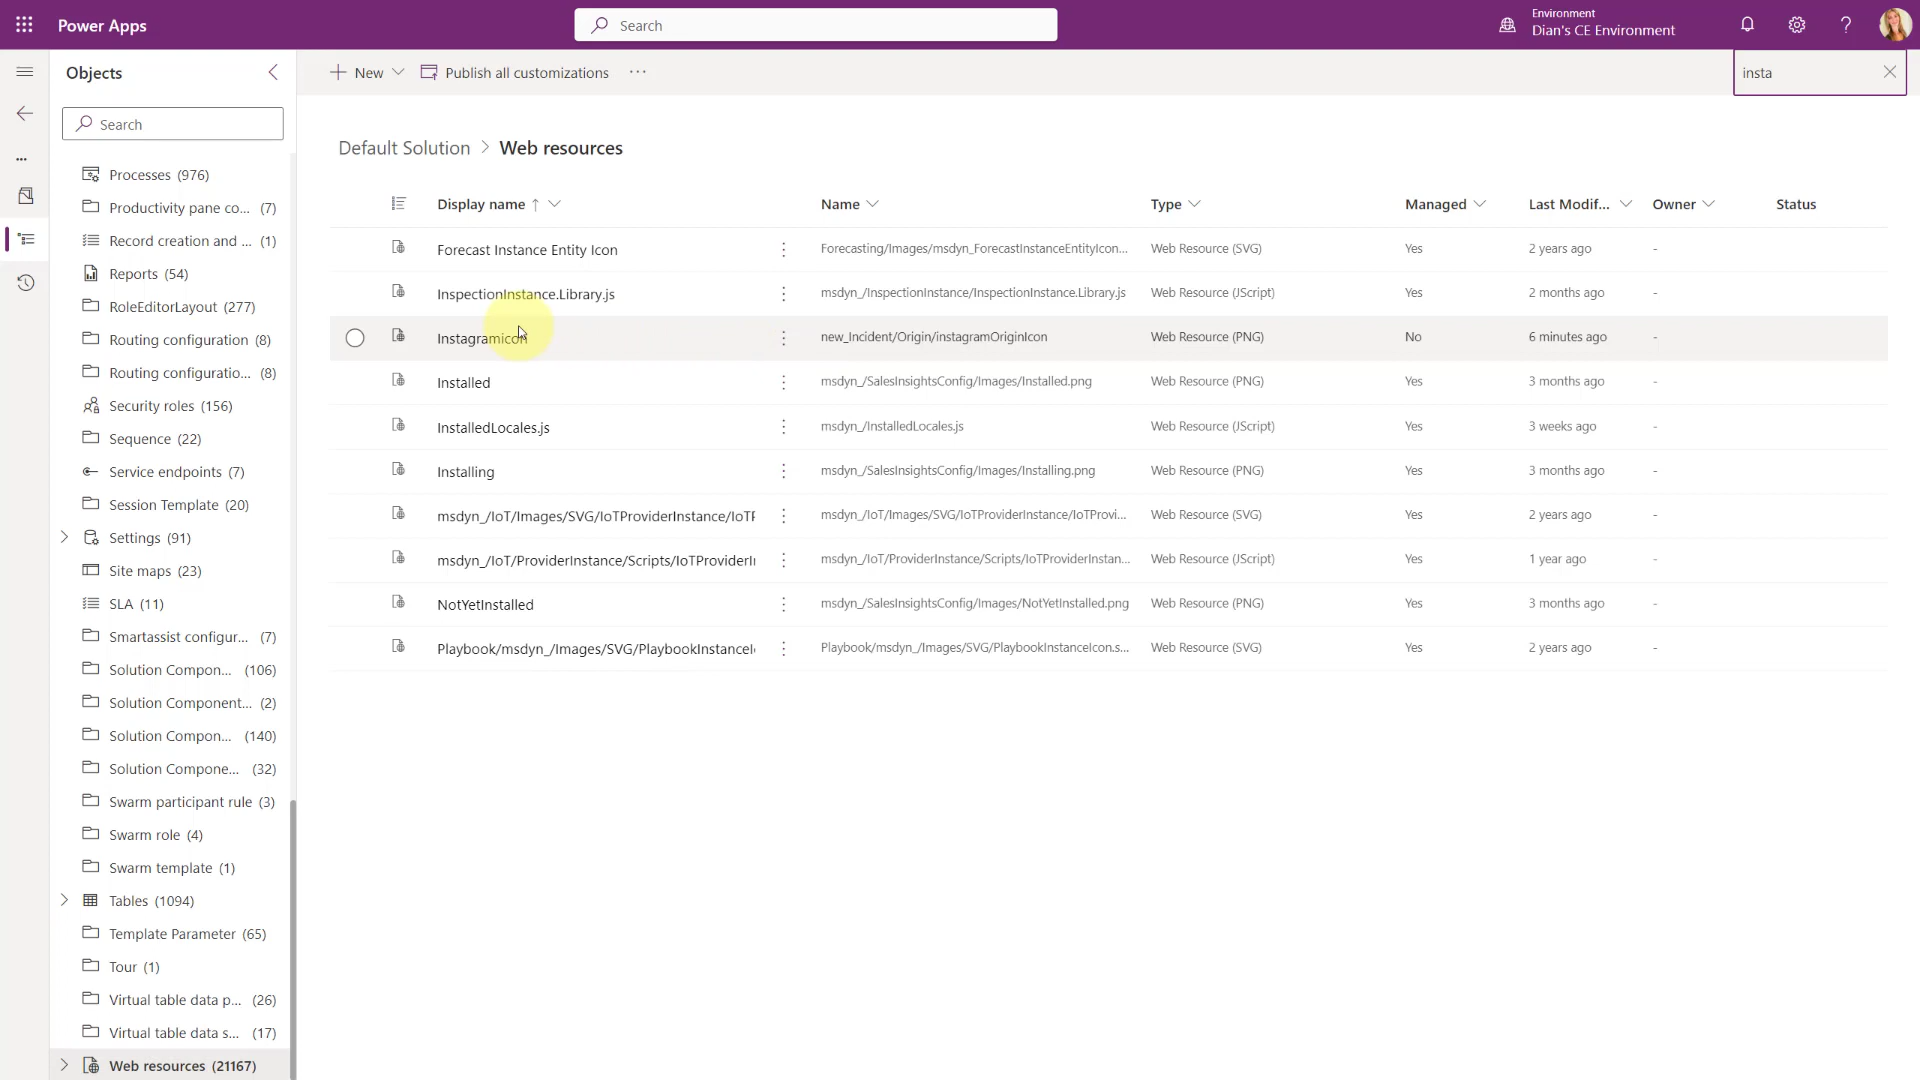 Power Apps
Search
Environment
Dian's CE Environment
Objects
New
Publish all customizations
insta
Search
Default Solution > Web resources
Display name ↑ Name Type Managed Last Modif... Owner Status
Forecast Instance Entity Icon Forecasting/Images/msdyn_ForecastInstanceEntityIcon... Web Resource (SVG) Yes 2 years ago -
InspectionInstance.Library.js msdyn_/InspectionInstance/InspectionInstance.Library.js Web Resource (JScript) Yes 2 months ago -
Instagramicon new_Incident/Origin/instagramOriginIcon Web Resource (PNG) No 6 minutes ago -
Installed msdyn_/SalesInsightsConfig/Images/Installed.png Web Resource (PNG) Yes 3 months ago -
InstalledLocales.js msdyn_/InstalledLocales.js Web Resource (JScript) Yes 3 weeks ago -
Installing msdyn_/SalesInsightsConfig/Images/Installing.png Web Resource (PNG) Yes 3 months ago -
msdyn_/IoT/Images/SVG/IoTProviderInstance/IoTF msdyn_/IoT/Images/SVG/IoTProviderInstance/IoTProvi... Web Resource (SVG) Yes 2 years ago -
msdyn_/IoT/ProviderInstance/Scripts/IoTProviderI msdyn_/IoT/ProviderInstance/Scripts/IoTProviderInstan... Web Resource (JScript) Yes 1 year ago -
NotYetInstalled msdyn_/SalesInsightsConfig/Images/NotYetInstalled.png Web Resource (PNG) Yes 3 months ago -
Playbook/msdyn_/Images/SVG/PlaybookInstanceI Playbook/msdyn_/Images/SVG/PlaybookInstanceIcon.s... Web Resource (SVG) Yes 2 years ago -
Processes (976)
Productivity pane co... (7)
Record creation and ... (1)
Reports (54)
RoleEditorLayout (277)
Routing configuration (8)
Routing configuratio... (8)
Security roles (156)
Sequence (22)
Service endpoints (7)
Session Template (20)
Settings (91)
Site maps (23)
SLA (11)
Smartassist configur... (7)
Solution Compon... (106)
Solution Component... (2)
Solution Compon... (140)
Solution Compone... (32)
Swarm participant rule (3)
Swarm role (4)
Swarm template (1)
Tables (1094)
Template Parameter (65)
Tour (1)
Virtual table data p... (26)
Virtual table data s... (17)
Web resources (21167)